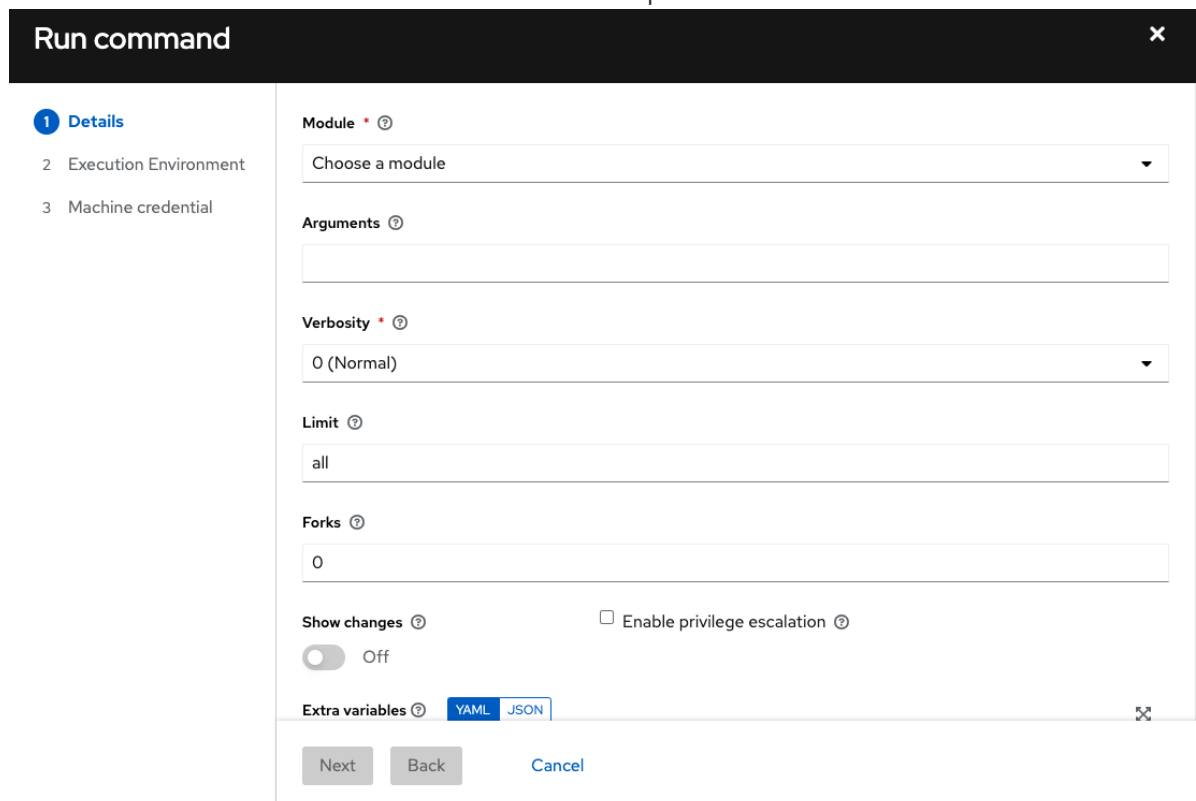 Run command
1 Details
2 Execution Environment
3 Machine credential
Module *
Choose a module
Arguments
Verbosity *
0 (Normal)
Limit
all
Forks
0
Show changes
Enable privilege escalation
Off
Extra variables YAML JSON
Next Back Cancel